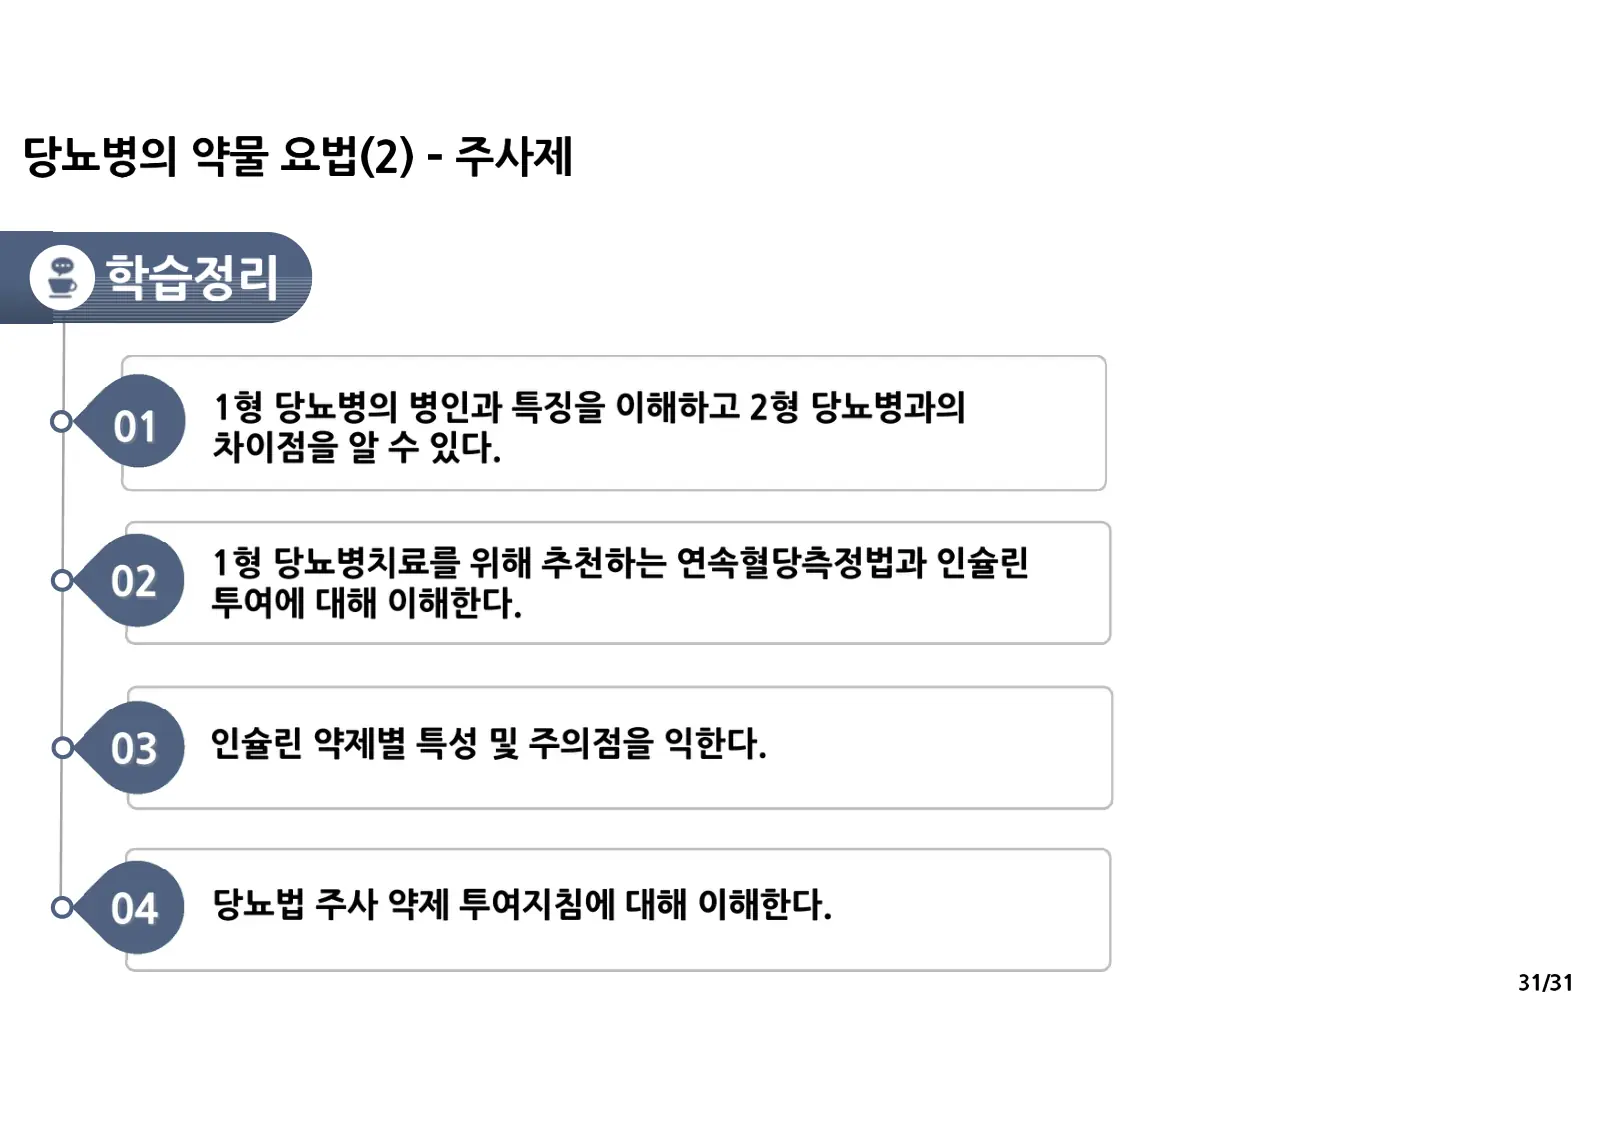 당뇨병의 약물 요법(2) - 주사제
학습정리
01
1형 당뇨병의 병인과 특징을 이해하고 2형 당뇨병과의
차이점을 알 수 있다.
02
1형 당뇨병치료를 위해 추천하는 연속혈당측정법과 인슐린
투여에 대해 이해한다.
03
인슐린 약제별 특성 및 주의점을 익한다.
04
당뇨법 주사 약제 투여지침에 대해 이해한다.
31/31